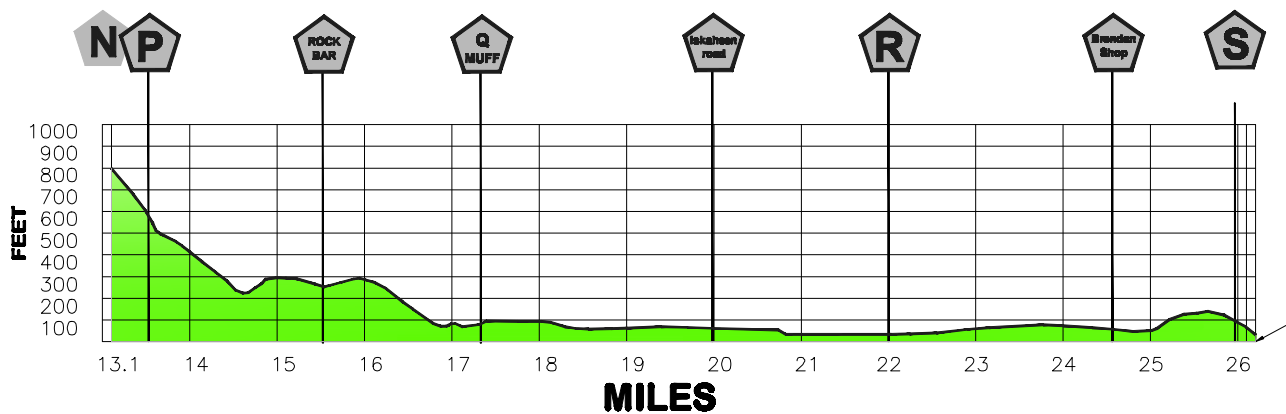 N
P
ROCK
BAR
Q
MUFF
Iskaheen
road
R
Brendan
Shop
S
1000
900
800
700
600
500
400
300
200
100
FEET
13.1 14 15 16 17 18 19 20 21 22 23 24 25 26
MILES